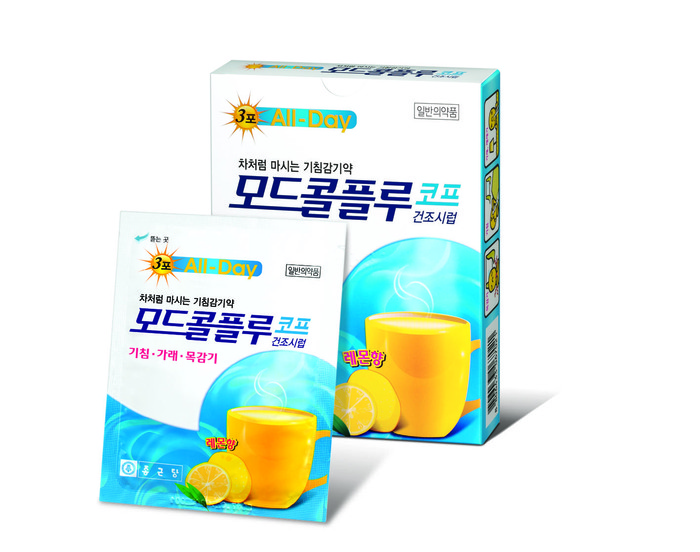 3포 All-Day
일반의약품
차처럼 마시는 기침감기약
모드콜플루 코프
건조시럽
레몬향
뜯는 곳
3포 All-Day
일반의약품
차처럼 마시는 기침감기약
모드콜플루 코프
건조시럽
기침·가래·목감기
레몬향
종근당